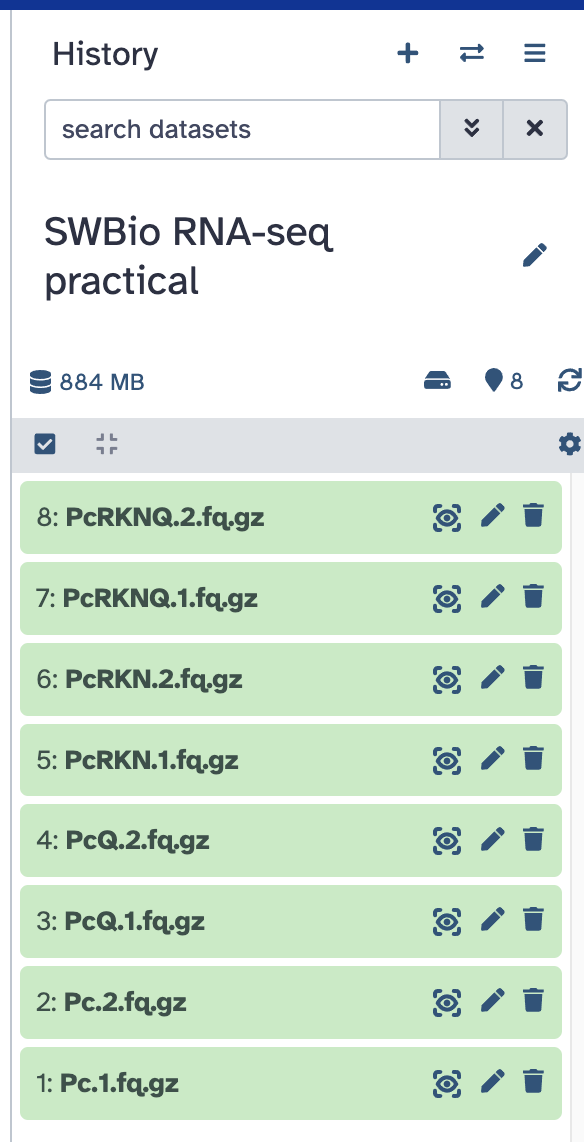 History
search datasets
SWBio RNA-seq
practical
884 MB
8
8: PcRKNQ.2.fq.gz
7: PcRKNQ.1.fq.gz
6: PcRKN.2.fq.gz
5: PcRKN.1.fq.gz
4: PcQ.2.fq.gz
3: PcQ.1.fq.gz
2: Pc.2.fq.gz
1: Pc.1.fq.gz